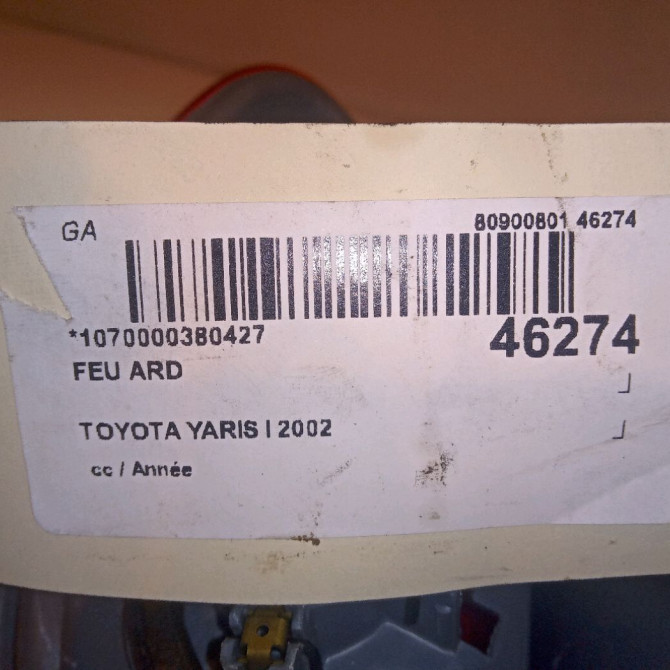 GA
80900801 46274
*1070000380427
46274
FEU ARD
TOYOTA YARIS I 2002
cc / Année